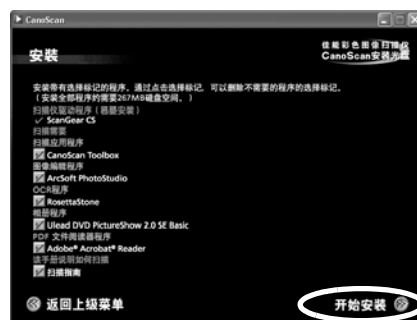 CanoScan
安装
佳能彩色图像扫描仪
CanoScan安装光盘
安装带有选择标记的程序。通过点击选择标记，可以删除不需要的程序的选择标记。
（安装全部程序的需要267MB磁盘空间。）
扫描仪驱动程序（需要安装）
ScanGear CS
扫描需要
扫描应用程序
CanoScan Toolbox
图像编辑程序
ArcSoft PhotoStudio
OCR程序
RosettaStone
相册程序
Ulead DVD PictureShow 2.0 SE Basic
PDF 文件阅读器程序
Adobe® Acrobat® Reader
该手册说明如何扫描
扫描指南
返回上级菜单
开始安装